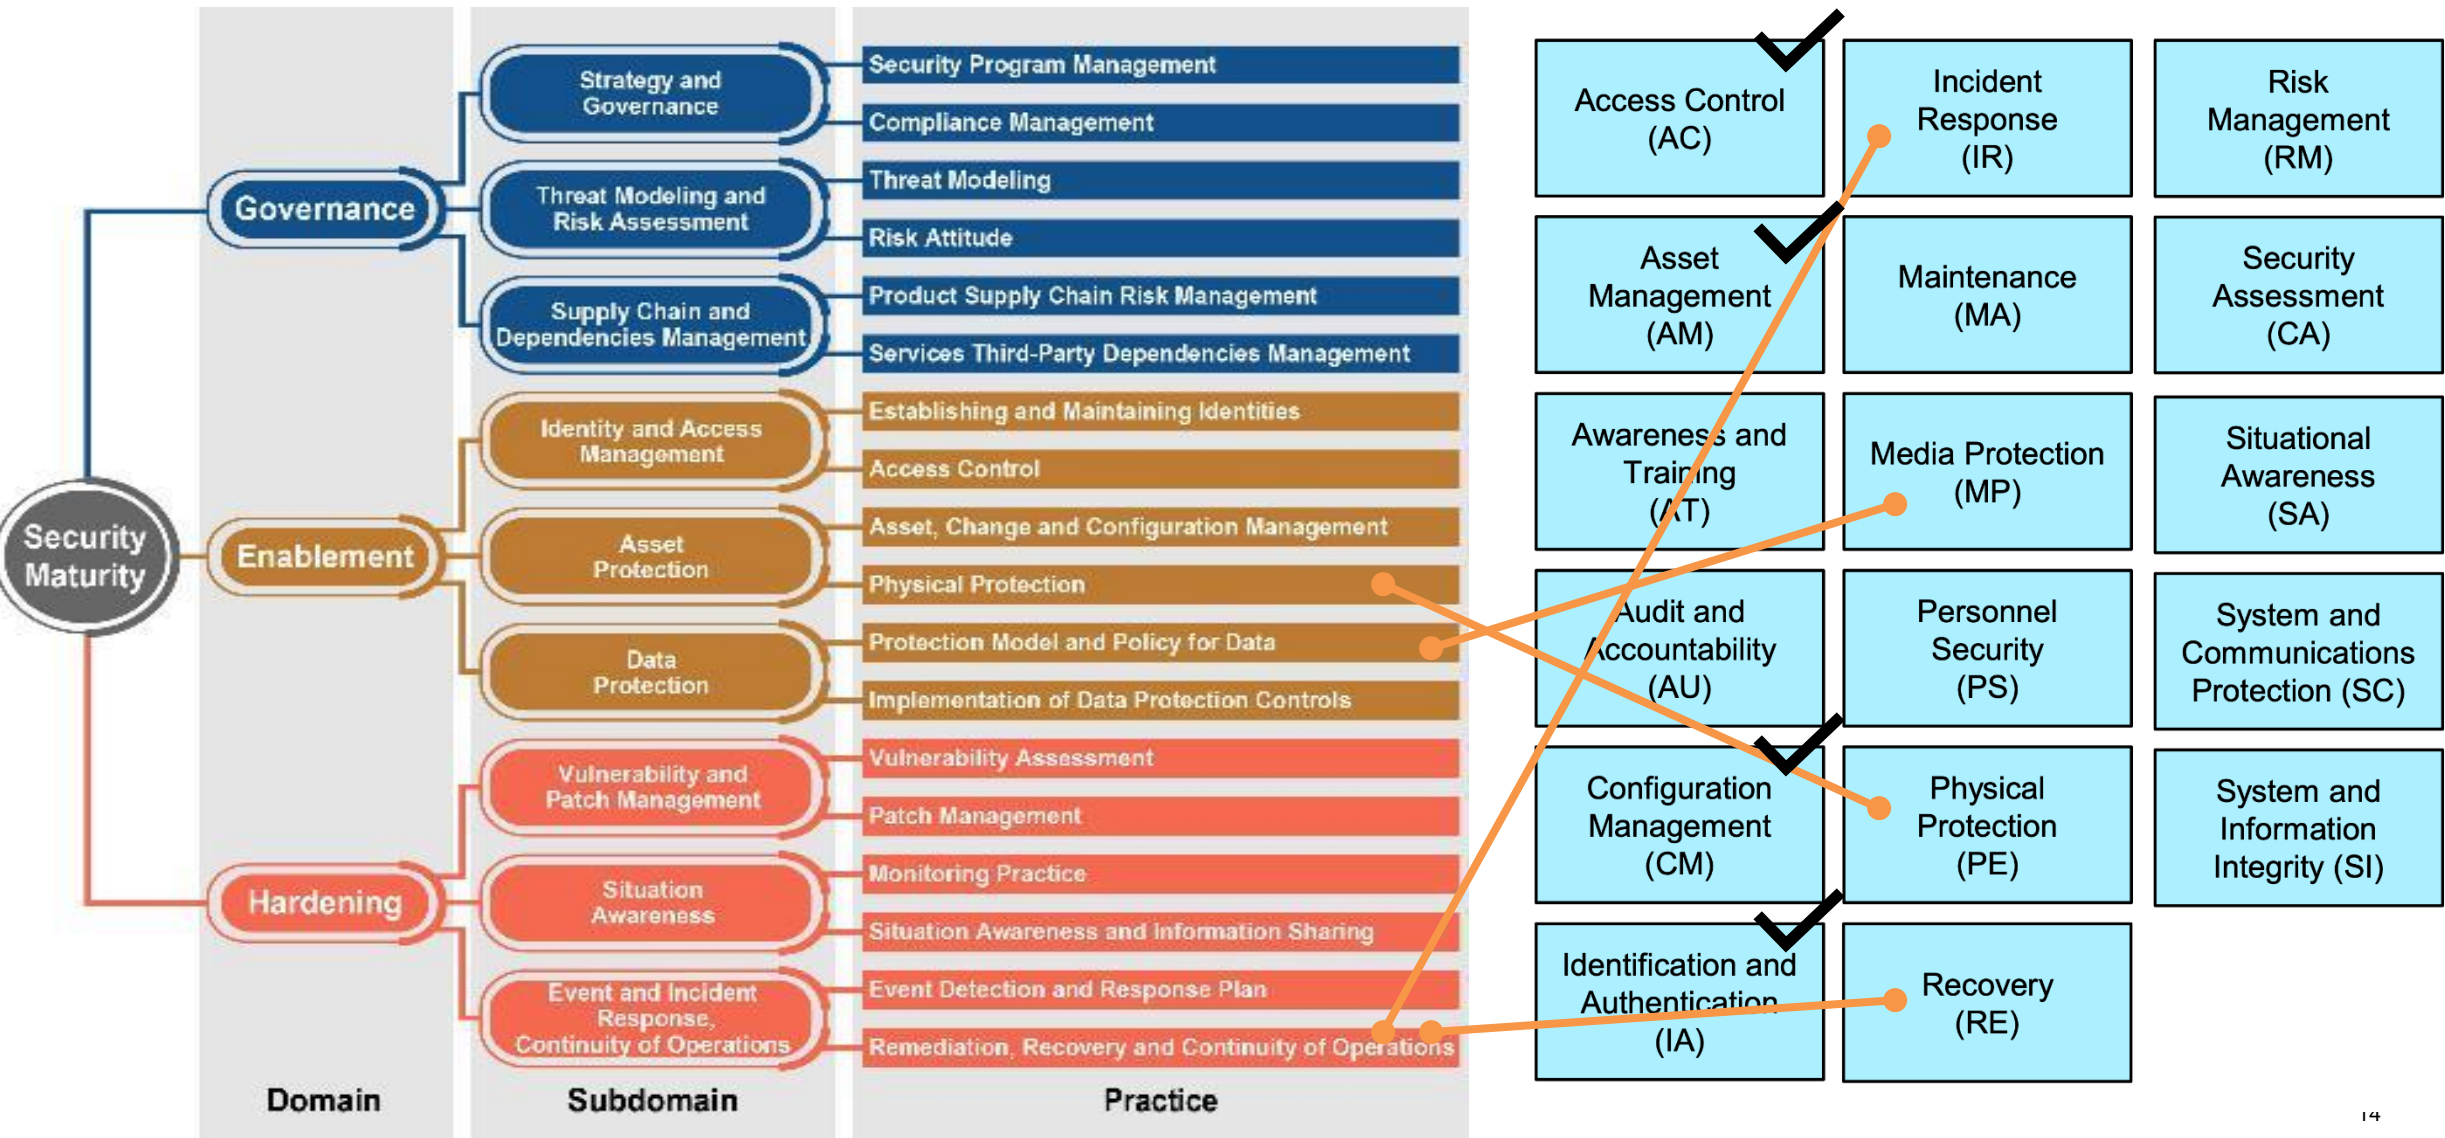 Security
Maturity
Governance
Enablement
Hardening
Domain
Strategy and
Governance
Threat Modeling and
Risk Assessment
Supply Chain and
Dependencies Management
Identity and Access
Management
Asset
Protection
Data
Protection
Vulnerability and
Patch Management
Situation
Awareness
Event and Incident
Response,
Continuity of Operations
Subdomain
Security Program Management
Compliance Management
Threat Modeling
Risk Attitude
Product Supply Chain Risk Management
Services Third-Party Dependencies Management
Establishing and Maintaining Identities
Access Control
Asset, Change and Configuration Management
Physical Protection
Protection Model and Policy for Data
Implementation of Data Protection Controls
Vulnerability Assessment
Patch Management
Monitoring Practice
Situation Awareness and Information Sharing
Event Detection and Response Plan
Remediation, Recovery and Continuity of Operations
Practice
Access Control
(AC)
Asset
Management
(AM)
Awareness and
Training
(AT)
Audit and
Accountability
(AU)
Configuration
Management
(CM)
Identification and
Authentication
(IA)
Incident
Response
(IR)
Maintenance
(MA)
Media Protection
(MP)
Personnel
Security
(PS)
Physical
Protection
(PE)
Recovery
(RE)
Risk
Management
(RM)
Security
Assessment
(CA)
Situational
Awareness
(SA)
System and
Communications
Protection (SC)
System and
Information
Integrity (SI)
14